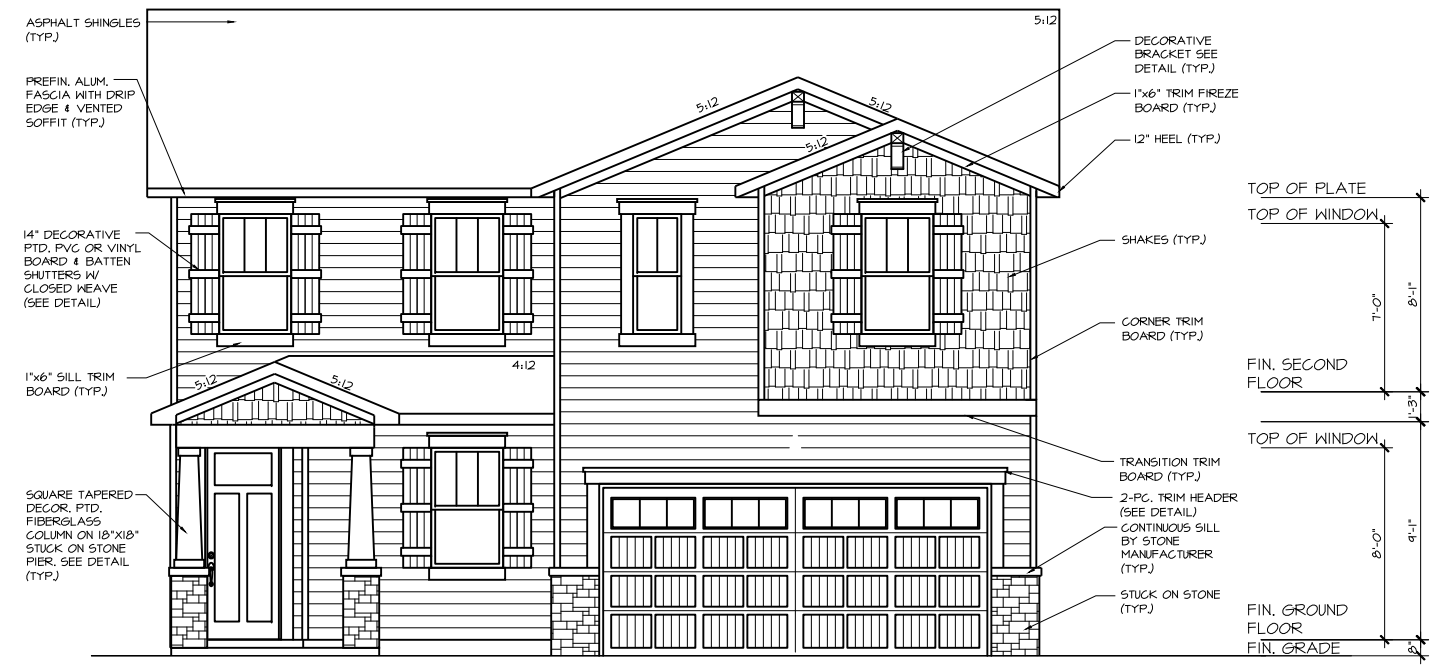 ASPHALT SHINGLES
(TYP.)
PREFIN. ALUM.
FASCIA WITH DRIP
EDGE & VENTED
SOFFIT (TYP.)
14" DECORATIVE
PTD. PVC OR VINYL
BOARD & BATTEN
SHUTTERS W/
CLOSED WEAVE
(SEE DETAIL)
1"x6" SILL TRIM
BOARD (TYP.)
SQUARE TAPERED
DECOR. PTD.
FIBERGLASS
COLUMN ON 18"X18"
STUCK ON STONE
PIER. SEE DETAIL
(TYP.)
5:12
5:12
5:12
5:12
5:12
5:12
4:12
DECORATIVE
BRACKET SEE
DETAIL (TYP.)
1"x6" TRIM FIREZE
BOARD (TYP.)
12" HEEL (TYP.)
SHAKES (TYP.)
CORNER TRIM
BOARD (TYP.)
TRANSITION TRIM
BOARD (TYP.)
2-PC. TRIM HEADER
(SEE DETAIL)
CONTINUOUS SILL
BY STONE
MANUFACTURER
(TYP.)
STUCK ON STONE
(TYP.)
TOP OF PLATE
TOP OF WINDOW
7'-0"
8'-1"
FIN. SECOND
FLOOR
1'-3"
TOP OF WINDOW
8'-0"
9'-1"
FIN. GROUND
FLOOR
FIN. GRADE
8"